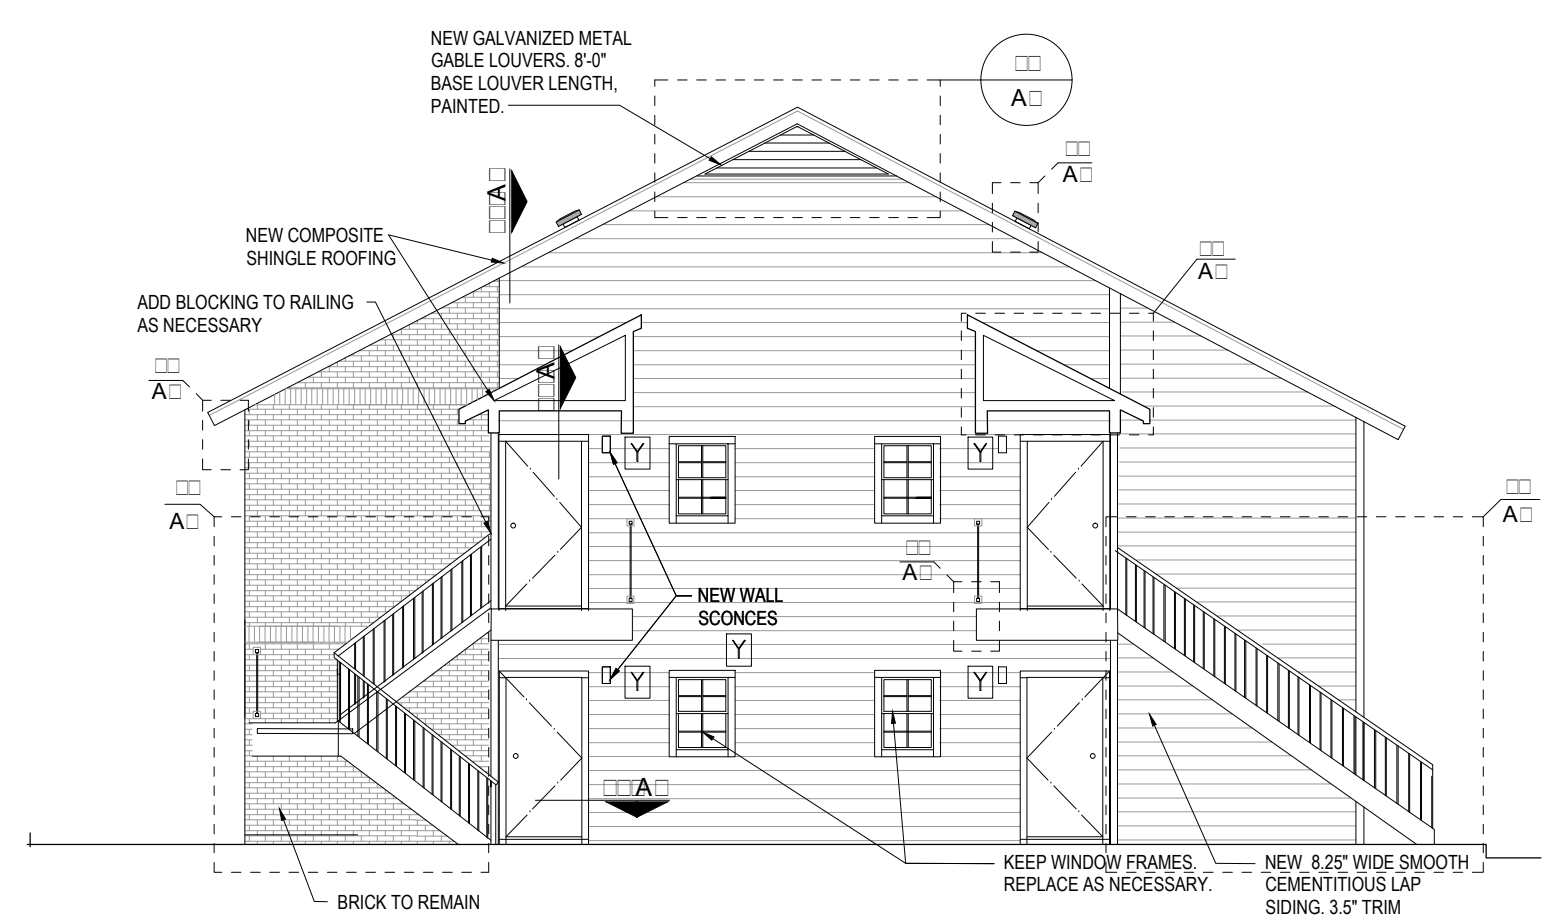 NEW GALVANIZED METAL
GABLE LOUVERS. 8'-0"
BASE LOUVER LENGTH,
PAINTED.
A
A
A
NEW COMPOSITE
SHINGLE ROOFING
A
ADD BLOCKING TO RAILING
AS NECESSARY
A
A
Y
Y
A
A
A
NEW WALL
SCONCES
Y
Y
Y
A
KEEP WINDOW FRAMES.
REPLACE AS NECESSARY.
NEW 8.25" WIDE SMOOTH
CEMENTITIOUS LAP
SIDING. 3.5" TRIM
BRICK TO REMAIN